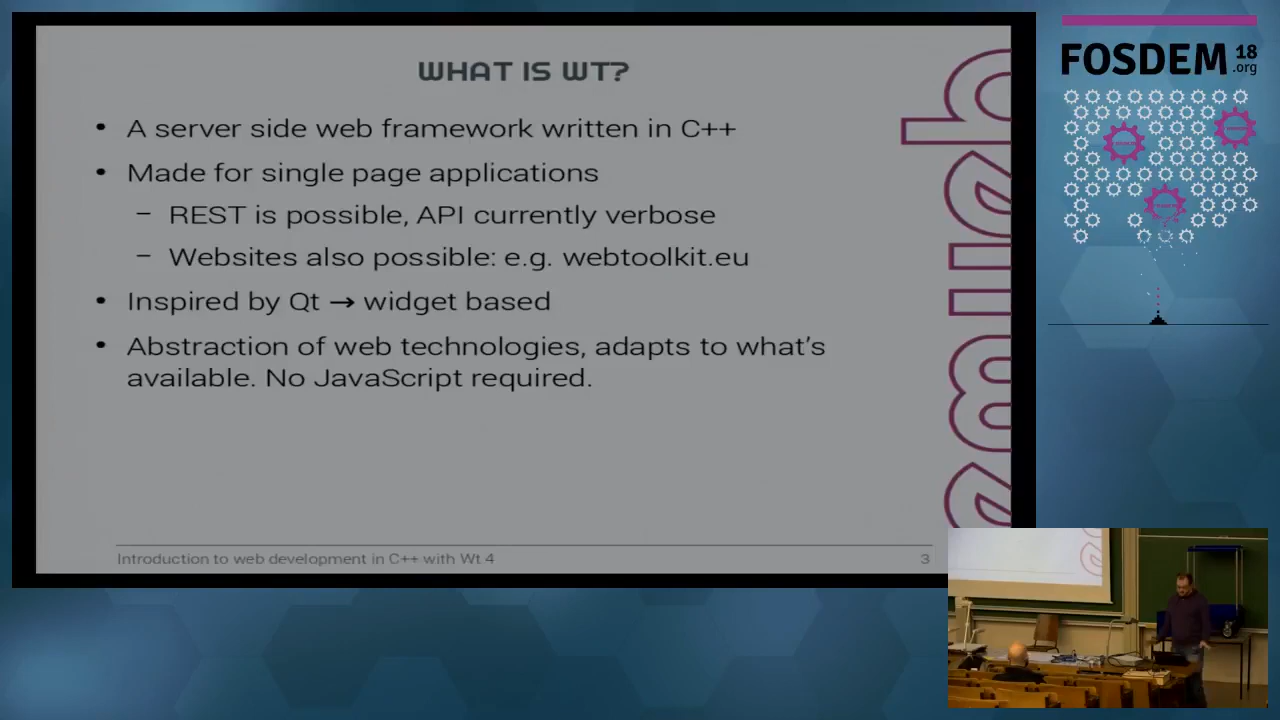 WHAT IS WT?
• A server side web framework written in C++
• Made for single page applications
– REST is possible, API currently verbose
– Websites also possible: e.g. webtoolkit.eu
• Inspired by Qt → widget based
• Abstraction of web technologies, adapts to what's
available. No JavaScript required.
Introduction to web development in C++ with Wt 4
3
FOSDEM 18
.org